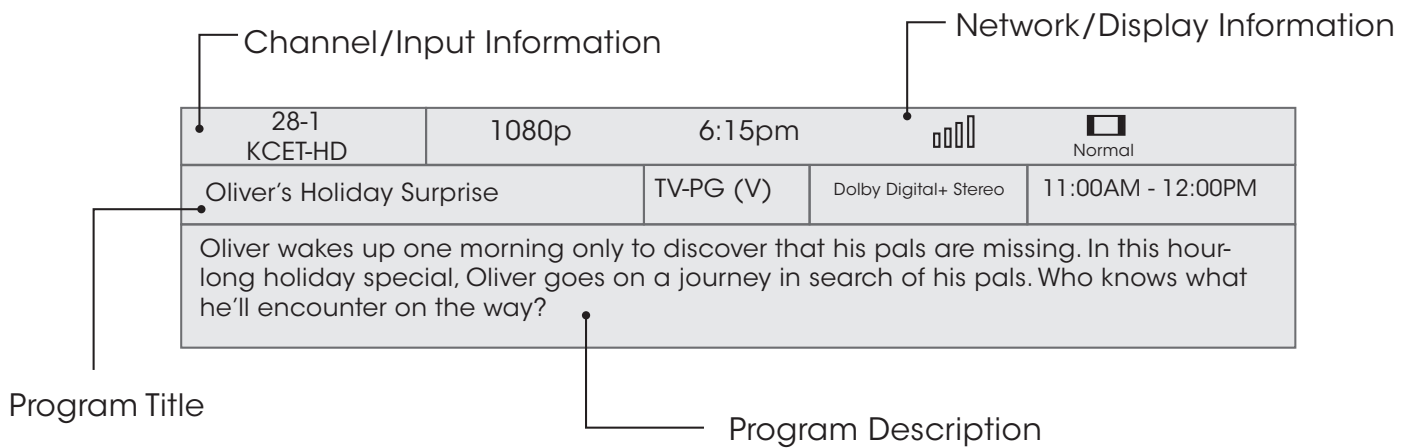 Channel/Input Information
Network/Display Information
28-1
KCET-HD
1080p
6:15pm
Normal
Oliver's Holiday Surprise
TV-PG (V)
Dolby Digital+ Stereo
11:00AM - 12:00PM
Oliver wakes up one morning only to discover that his pals are missing. In this hour-
long holiday special, Oliver goes on a journey in search of his pals. Who knows what
he'll encounter on the way?
Program Title
Program Description